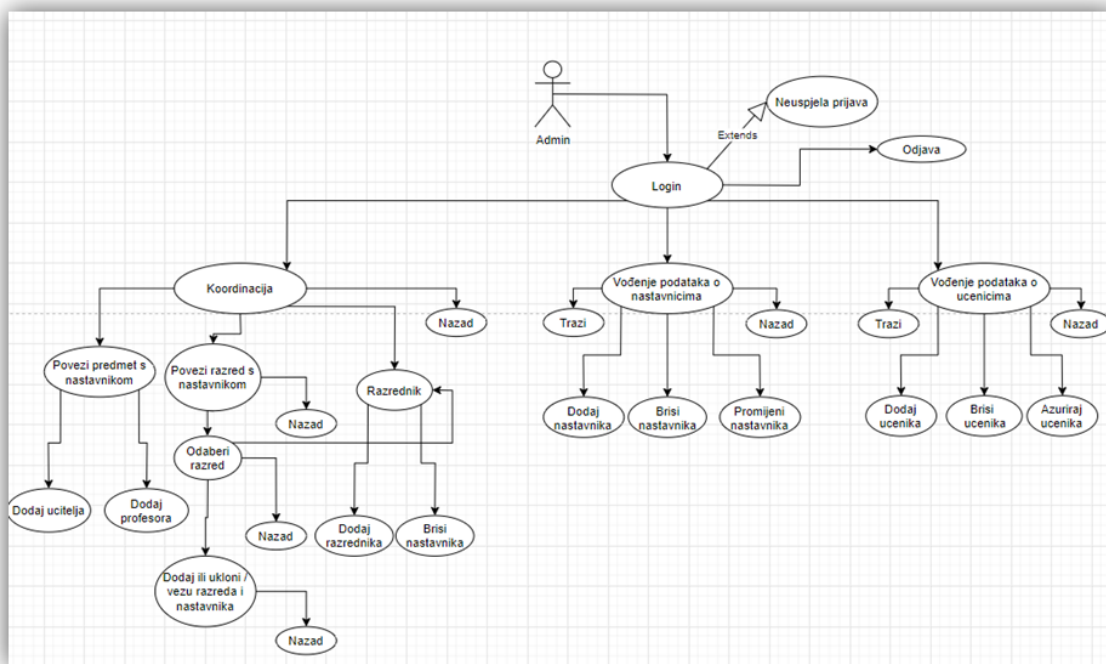 Admin
Neuspjela prijava
Extends
Odjava
Login
Koordinacija
Vođenje podataka o
nastavnicima
Vođenje podataka o
ucenicima
Nazad
Trazi
Nazad
Trazi
Nazad
Povezi predmet s
nastavnikom
Povezi razred s
nastavnikom
Razrednik
Nazad
Dodaj
nastavnika
Brisi
nastavnika
Promijeni
nastavnika
Dodaj
ucenika
Brisi
ucenika
Azuriraj
ucenika
Odaberi
razred
Dodaj ucitelja
Dodaj
profesora
Nazad
Dodaj
razrednika
Brisi
nastavnika
Dodaj ili ukloni /
vezu razreda i
nastavnika
Nazad